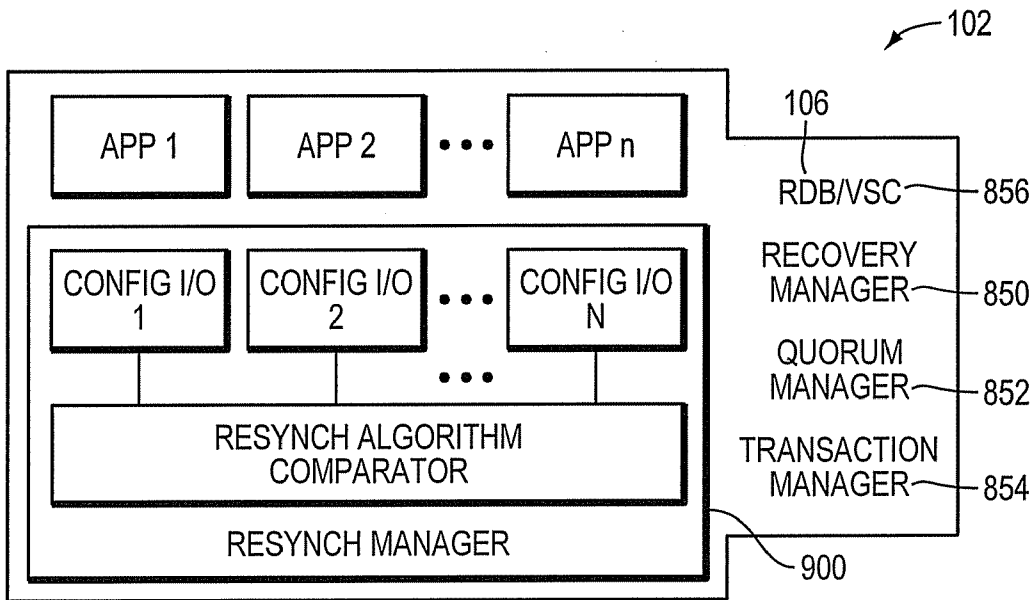 102
APP 1
APP 2
APP n
106
RDB/VSC
856
CONFIG I/O
1
CONFIG I/O
2
CONFIG I/O
N
RECOVERY
MANAGER
850
QUORUM
MANAGER
852
RESYNCH ALGORITHM
COMPARATOR
TRANSACTION
MANAGER
854
RESYNCH MANAGER
900